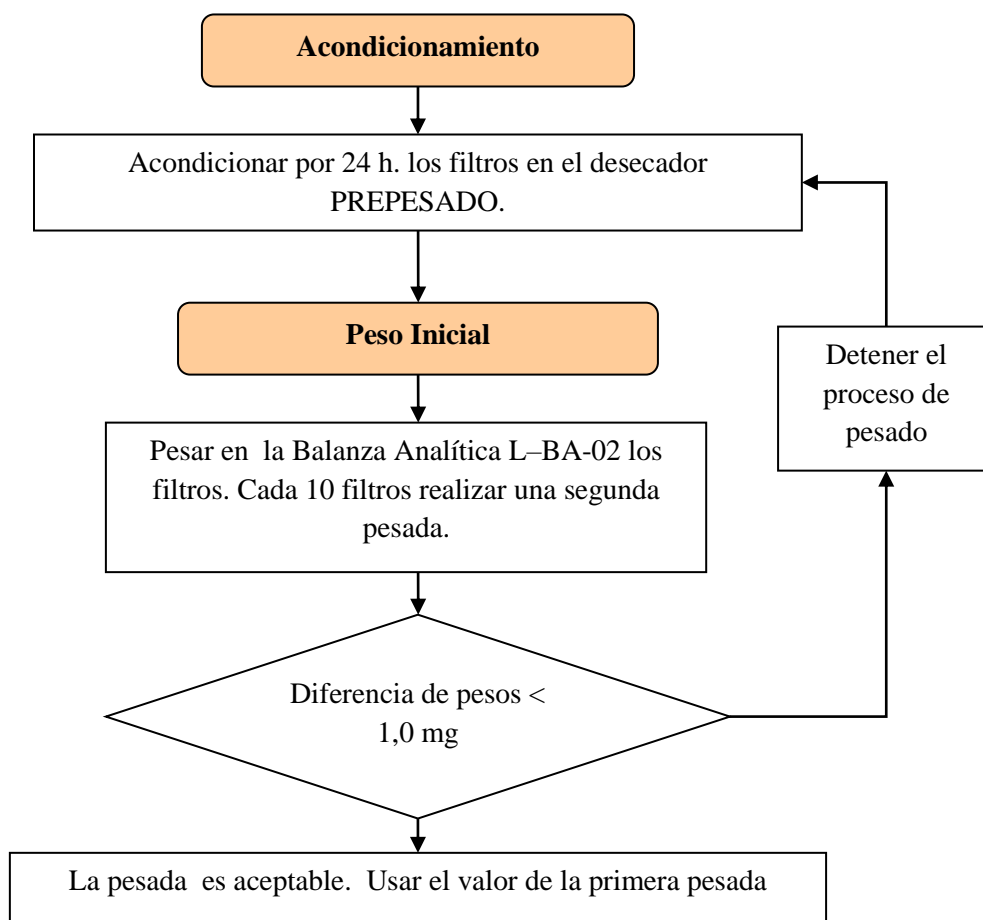 Acondicionamiento
Acondicionar por 24 h. los filtros en el desecador
PREPESADO.
Peso Inicial
Detener el
proceso de
pesado
Pesar en  la Balanza Analítica L–BA-02 los
filtros. Cada 10 filtros realizar una segunda
pesada.
Diferencia de pesos <
1,0 mg
La pesada  es aceptable.  Usar el valor de la primera pesada